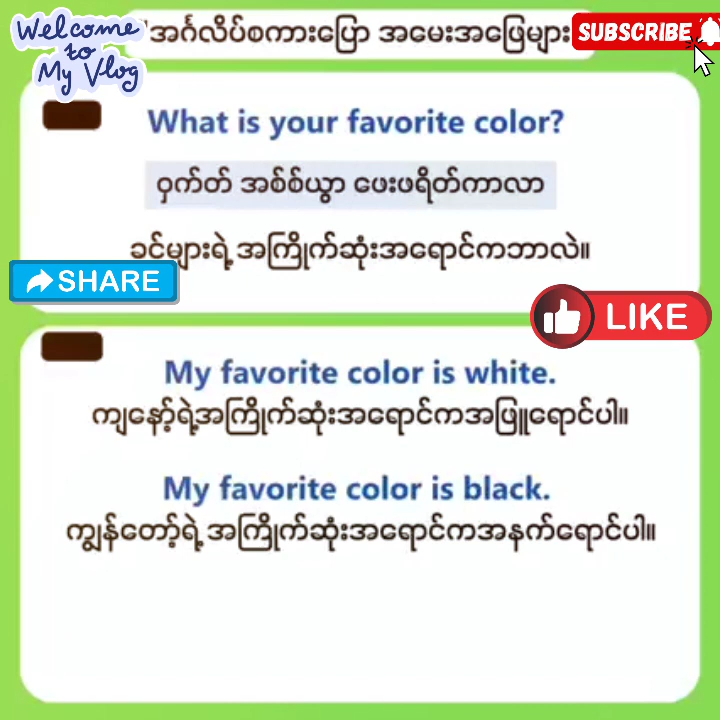 Welcome
to
My Vlog
အင်္ဂလိပ်စကားပြော အမေးအဖြေများ
SUBSCRIBE
What is your favorite color?
ဝှက်တ် အစ်စ်ယွာ ဖေးဖရိတ်ကာလာ
ခင်များရဲ့ အကြိုက်ဆုံးအရောင်ကဘာလဲ။
SHARE
LIKE
My favorite color is white.
ကျနော့်ရဲ့အကြိုက်ဆုံးအရောင်ကအဖြူရောင်ပါ။
My favorite color is black.
ကျွန်တော့်ရဲ့ အကြိုက်ဆုံးအရောင်ကအနက်ရောင်ပါ။